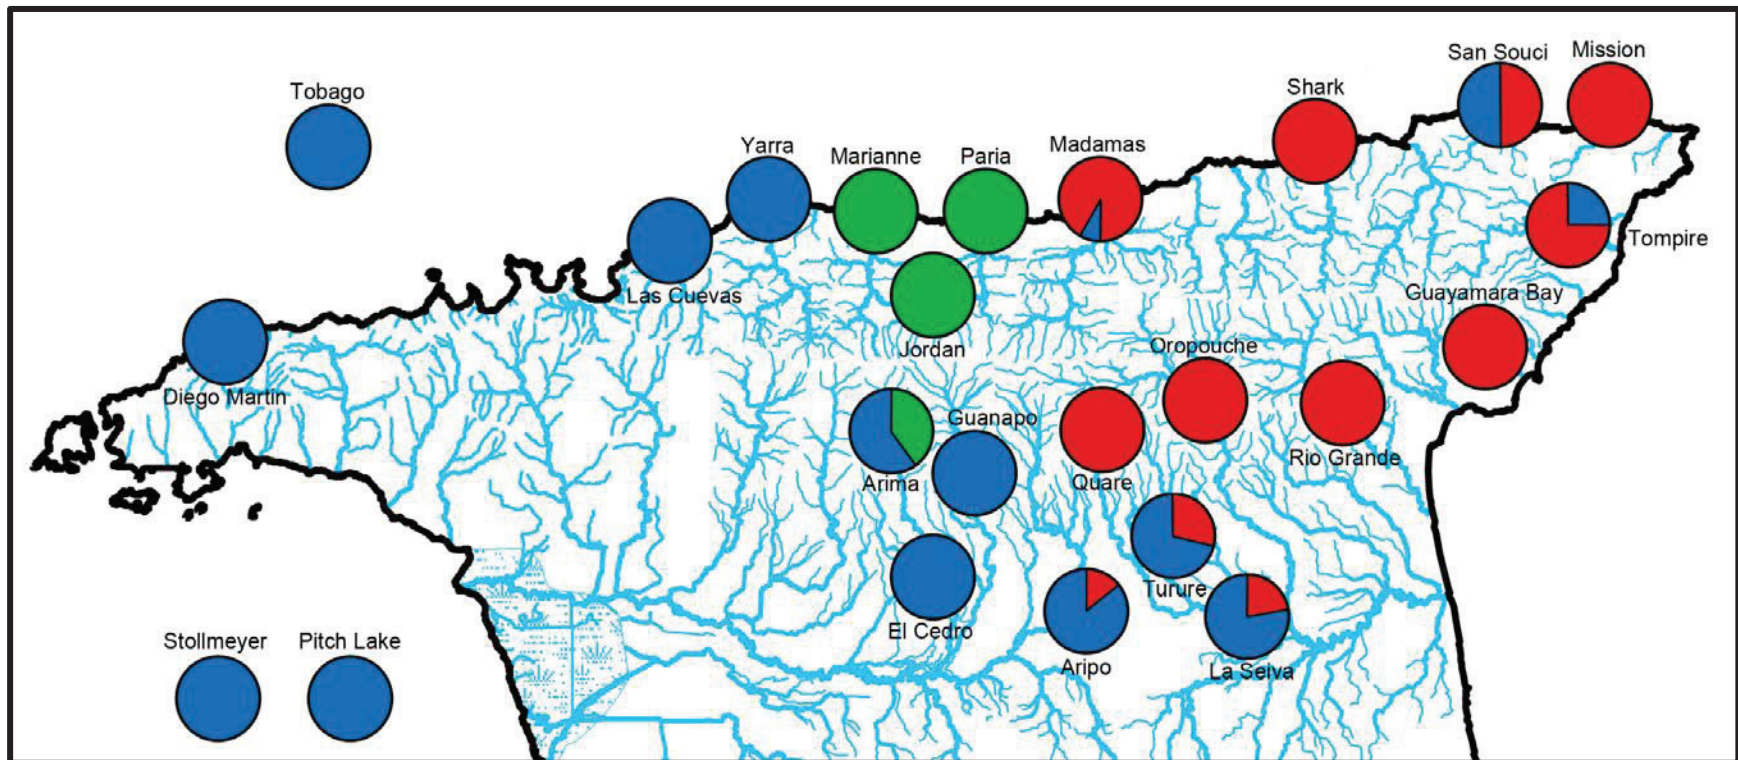 San Souci
Mission
Shark
Tobago
Yarra
Marianne
Paria
Madamas
Tompire
Las Cuevas
Guayamara Bay
Jordan
Oropouche
Diego Martin
Guanapo
Rio Grande
Arima
Quare
Turure
El Cedro
Stollmeyer
Pitch Lake
Aripo
La Seiva